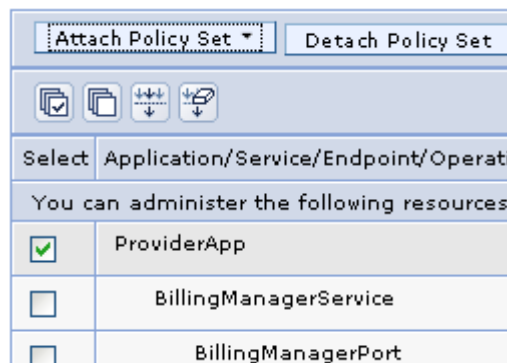 Attach Policy Set Detach Policy Set
Select Application/Service/Endpoint/Operati
You can administer the following resources
ProviderApp
BillingManagerService
BillingManagerPort